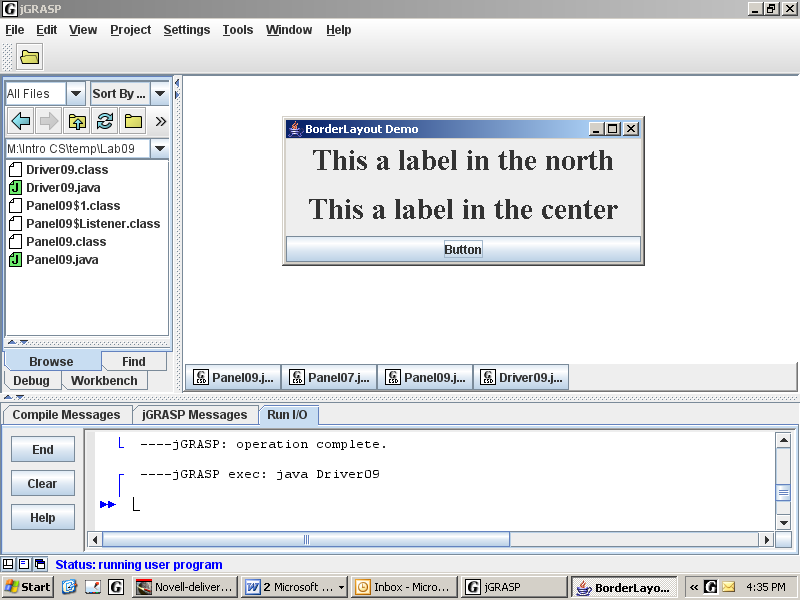 jGRASP
File Edit View Project Settings Tools Window Help
All Files Sort By ...
M:\Intro CS\temp\Lab09
Driver09.class
Driver09.java
Panel09$1.class
Panel09$Listener.class
Panel09.class
Panel09.java
Browse Find
Debug Workbench
BorderLayout Demo
This a label in the north
This a label in the center
Button
Panel09.j... Panel07.j... Panel09.j... Driver09.j...
Compile Messages jGRASP Messages Run I/O
End
Clear
Help
----jGRASP: operation complete.
----jGRASP exec: java Driver09
Status: running user program
Start Novell-deliver... 2 Microsoft ... Inbox - Micro... jGRASP BorderLayo... « 4:35 PM